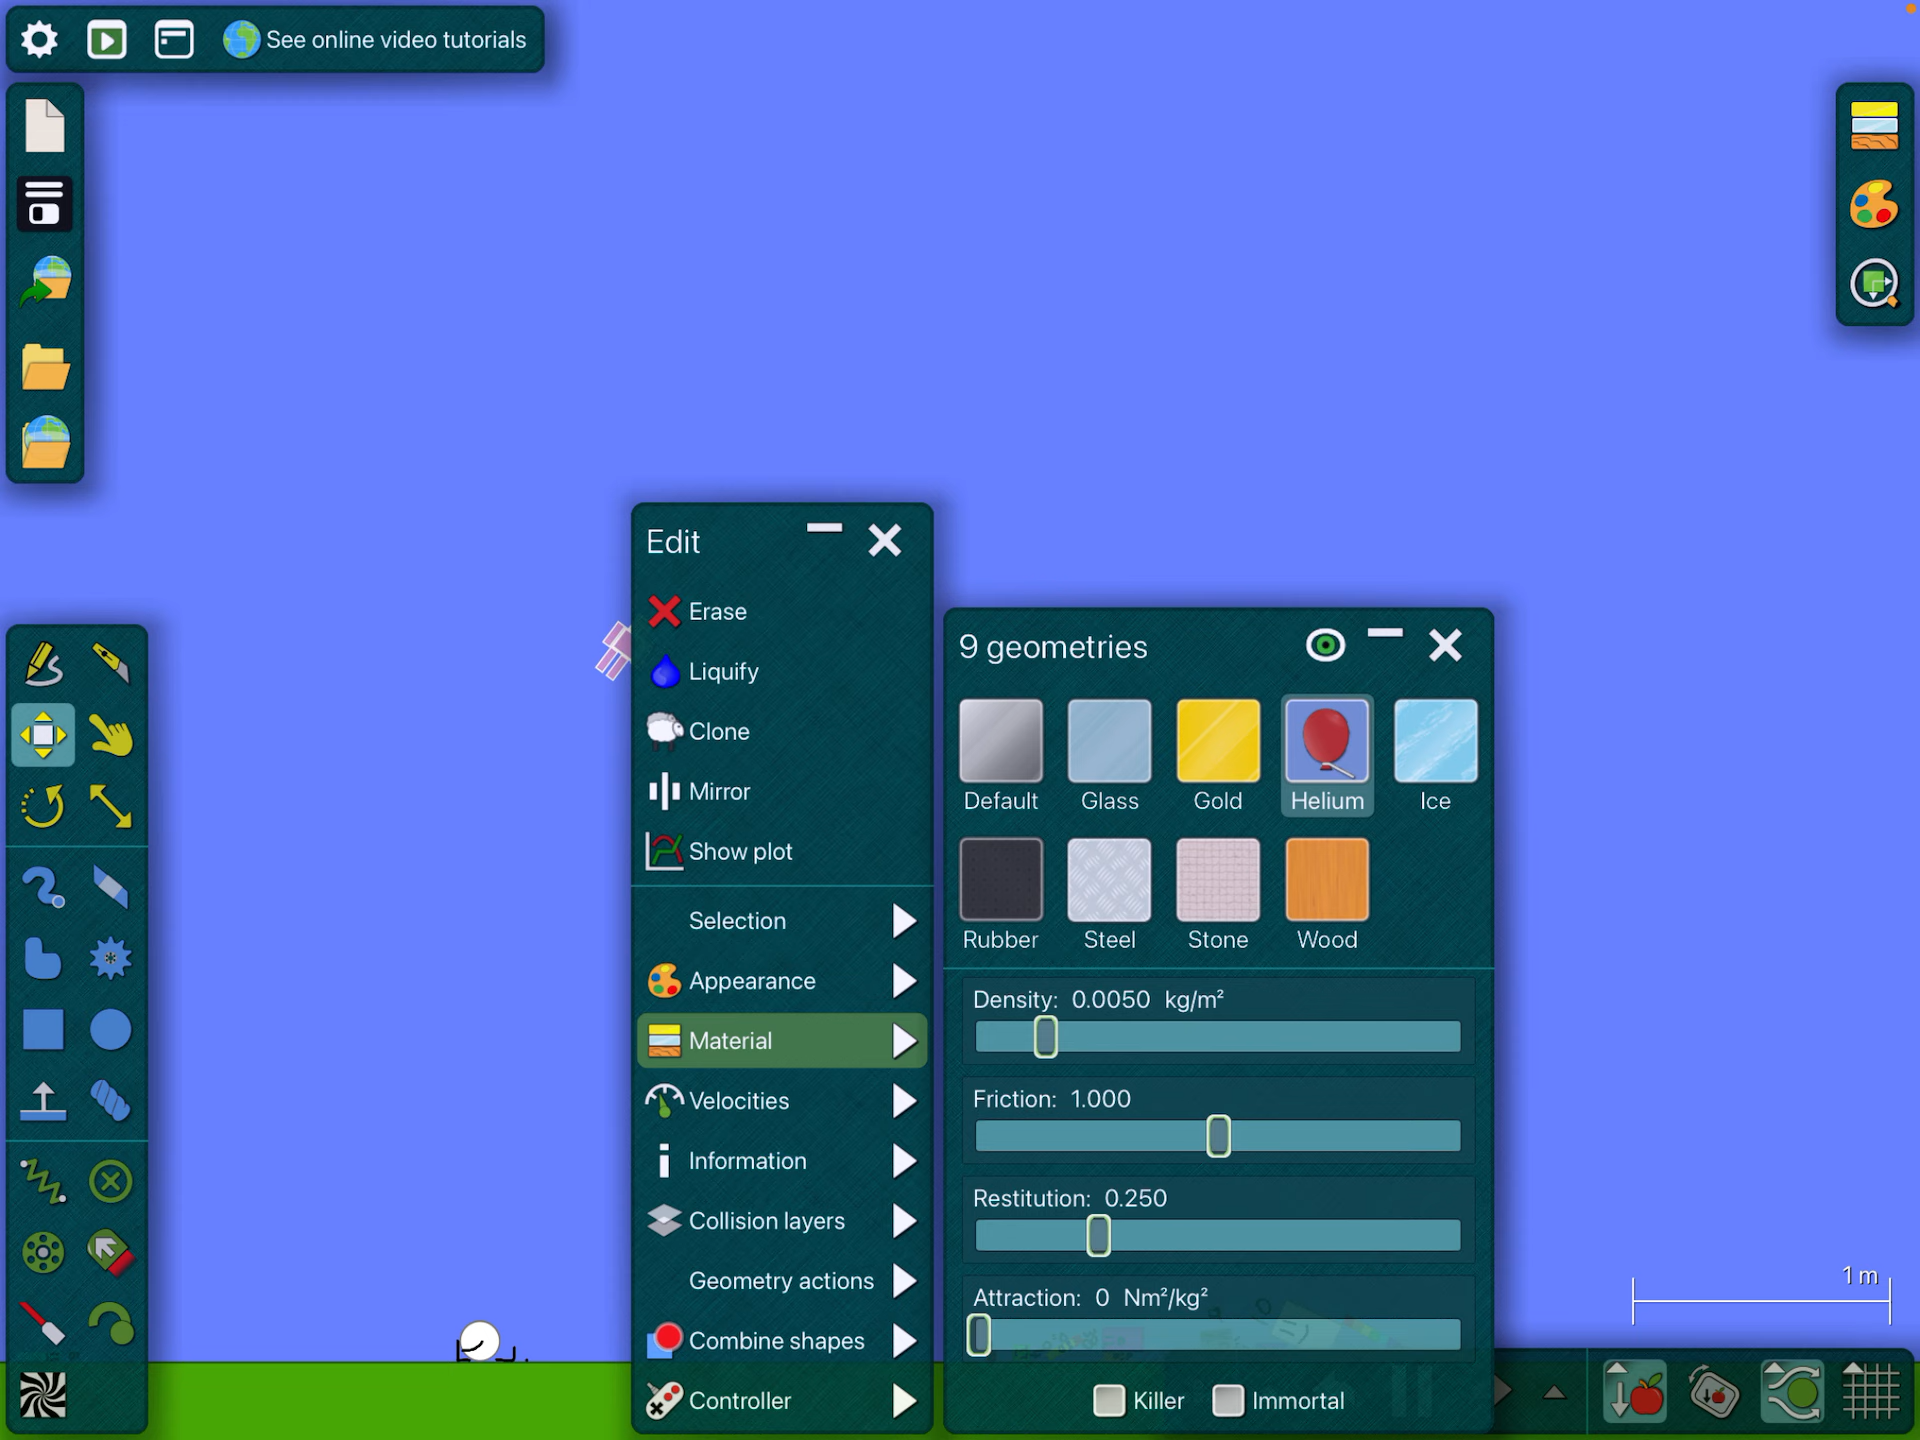 See online video tutorials
Edit
Erase
Liquify
Clone
Mirror
Show plot
Selection
Appearance
Material
Velocities
Information
Collision layers
Geometry actions
Combine shapes
Controller
9 geometries
Default
Glass
Gold
Helium
Ice
Rubber
Steel
Stone
Wood
Density: 0.0050 kg/m²
Friction: 1.000
Restitution: 0.250
Attraction: 0 Nm²/kg²
Killer
Immortal
1 m